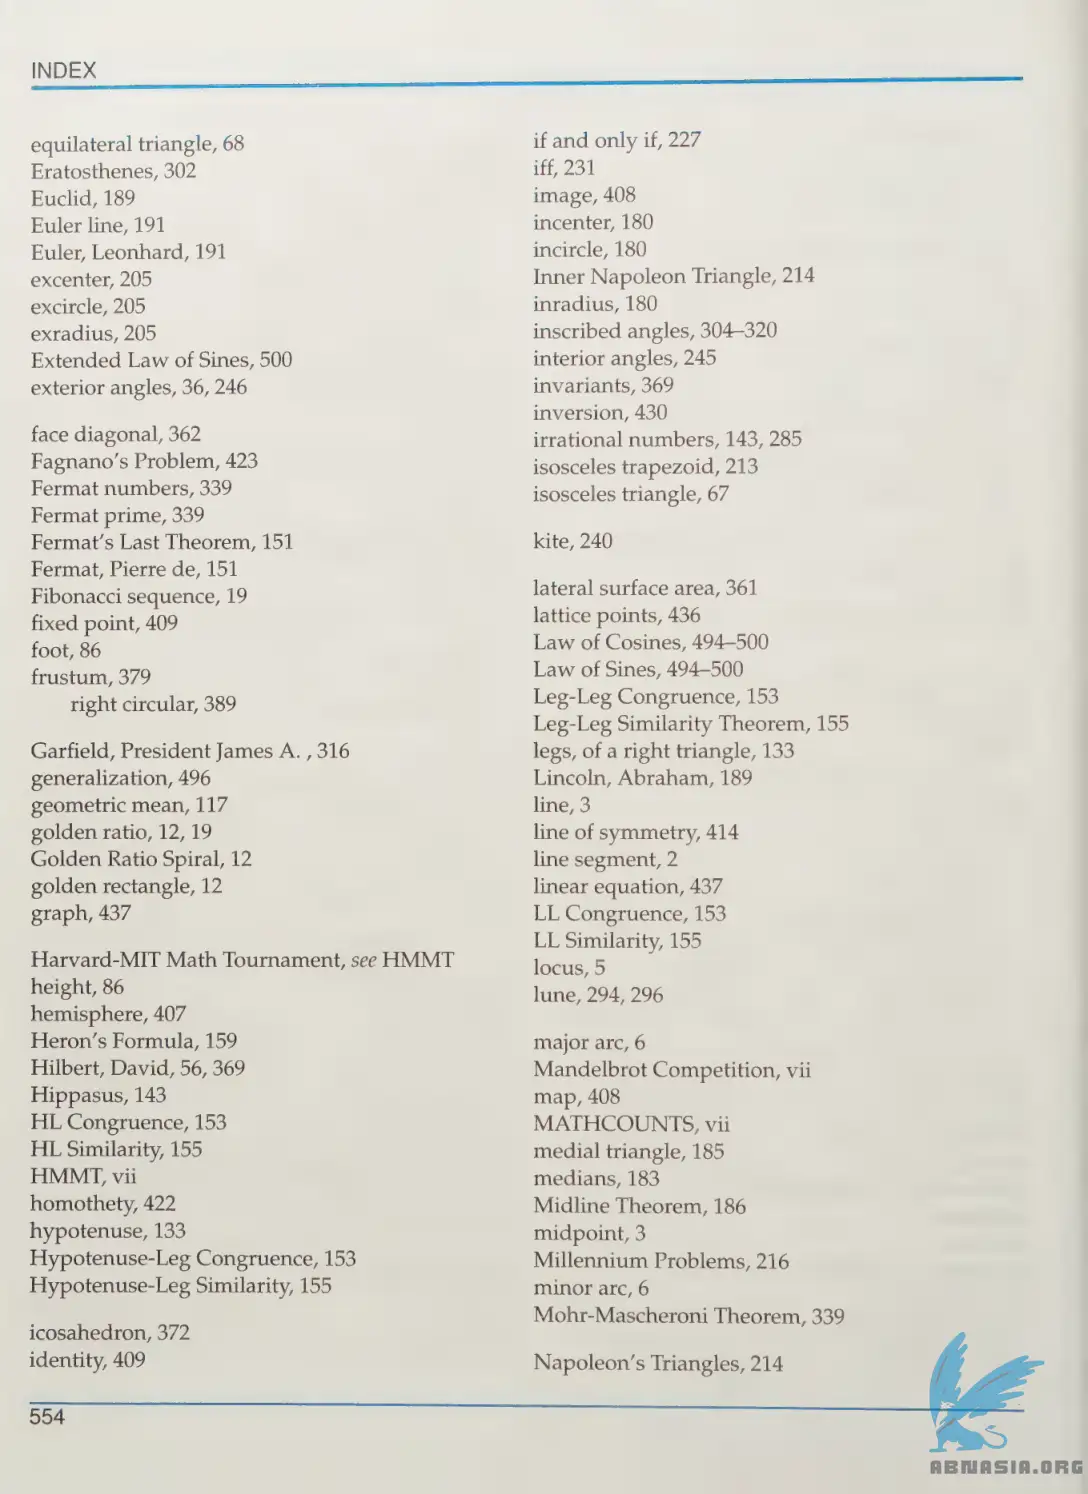 INDEX
equilateral triangle, 68
Eratosthenes, 302
Euclid, 189
Euler line, 191
Euler, Leonhard, 191
excenter, 205
excircle, 205
exradius, 205
Extended Law of Sines, 500
exterior angles, 36, 246
face diagonal, 362
Fagnano's Problem, 423
Fermat numbers, 339
Fermat prime, 339
Fermat's Last Theorem, 151
Fermat, Pierre de, 151
Fibonacci sequence, 19
fixed point, 409
foot, 86
frustum, 379
right circular, 389
Garfield, President James A. , 316
generalization, 496
geometric mean, 117
golden ratio, 12, 19
Golden Ratio Spiral, 12
golden rectangle, 12
graph, 437
Harvard-MIT Math Tournament, see HMMT
height, 86
hemisphere, 407
Heron's Formula, 159
Hilbert, David, 56, 369
Hippasus, 143
HL Congruence, 153
HL Similarity, 155
HMMT, vii
homothety, 422
hypotenuse, 133
Hypotenuse-Leg Congruence, 153
Hypotenuse-Leg Similarity, 155
icosahedron, 372
identity, 409
if and only if, 227
iff, 231
image, 408
incenter, 180
incircle, 180
Inner Napoleon Triangle, 214
inradius, 180
inscribed angles, 304–320
interior angles, 245
invariants, 369
inversion, 430
irrational numbers, 143, 285
isosceles trapezoid, 213
isosceles triangle, 67
kite, 240
lateral surface area, 361
lattice points, 436
Law of Cosines, 494–500
Law of Sines, 494–500
Leg-Leg Congruence, 153
Leg-Leg Similarity Theorem, 155
legs, of a right triangle, 133
Lincoln, Abraham, 189
line, 3
line of symmetry, 414
line segment, 2
linear equation, 437
LL Congruence, 153
LL Similarity, 155
locus, 5
lune, 294, 296
major arc, 6
Mandelbrot Competition, vii
map, 408
MATHCOUNTS, vii
medial triangle, 185
medians, 183
Midline Theorem, 186
midpoint, 3
Millennium Problems, 216
minor arc, 6
Mohr-Mascheroni Theorem, 339
Napoleon's Triangles, 214
554
ABNASIA.ORG